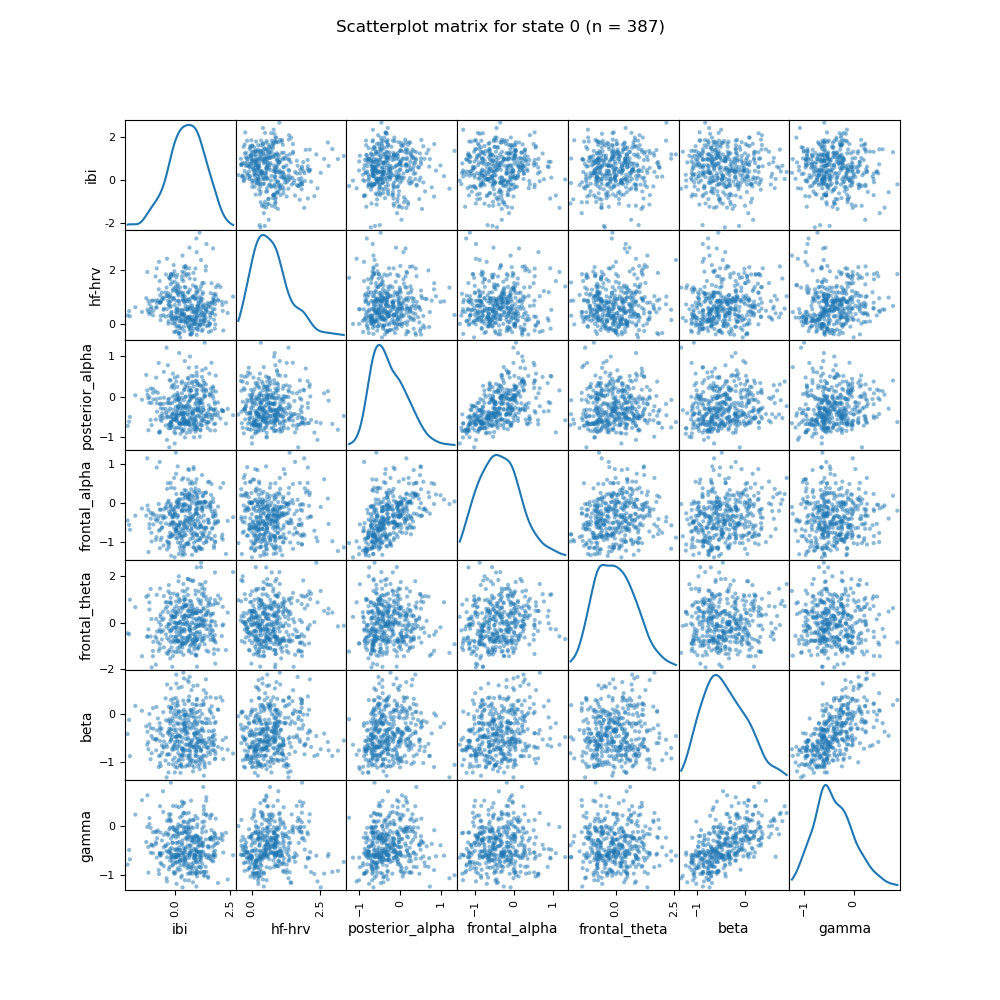 Scatterplot matrix for state 0 (n = 387)
ibi
2
0
-2
hf-hrv
2
0
posterior_alpha
1
0
−1
frontal_alpha
1
0
−1
frontal_theta
2
0
−2
beta
0
−1
gamma
0
−1
0.0 2.5 0.0 2.5 −1 0 1 −1 0 1 0.0 2.5 −1 0 −1 0
ibi hf-hrv posterior_alpha frontal_alpha frontal_theta beta gamma